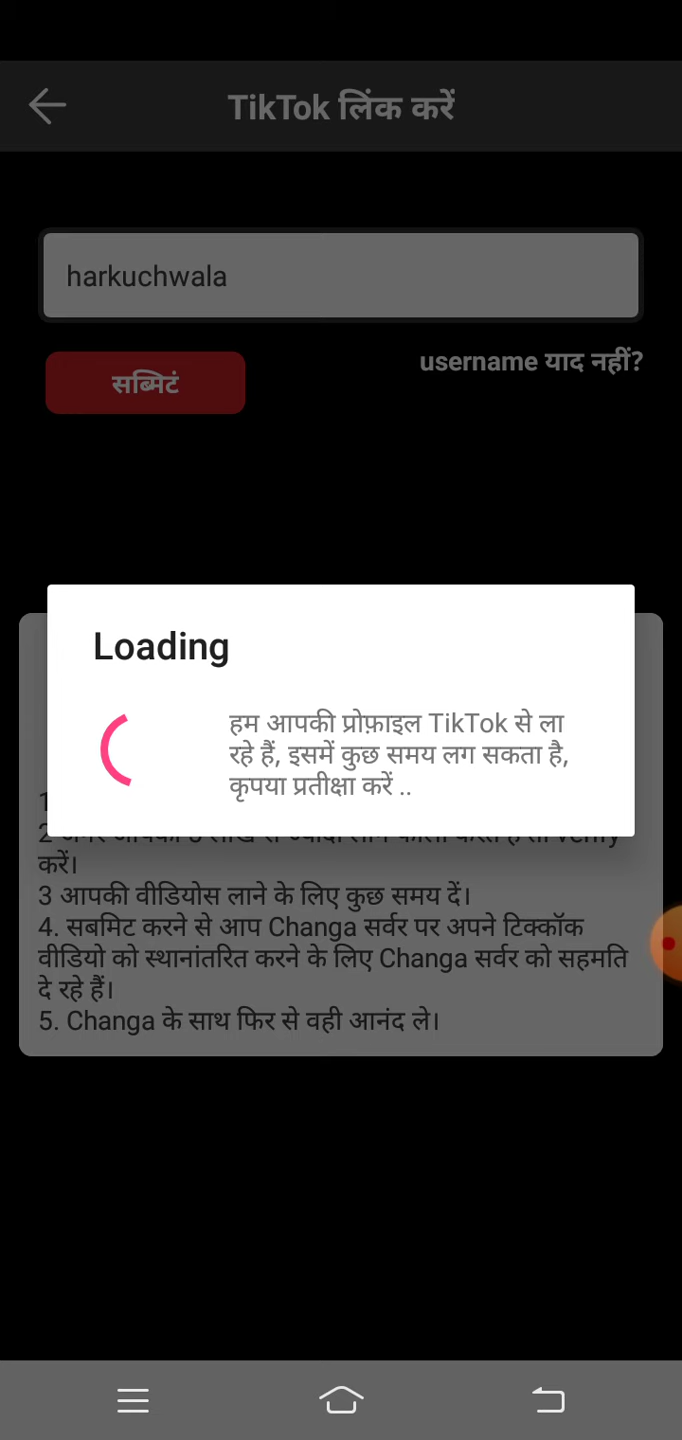 TikTok लिंक करें
harkuchwala
सब्मिटं
username याद नहीं?
Loading
हम आपकी प्रोफ़ाइल TikTok से ला
रहे हैं, इसमें कुछ समय लग सकता है,
कृपया प्रतीक्षा करें ..
1
2
करें।
3 आपकी वीडियोस लाने के लिए कुछ समय दें।
4. सबमिट करने से आप Changa सर्वर पर अपने टिक्कॉक
वीडियो को स्थानांतरित करने के लिए Changa सर्वर को सहमति
दे रहे हैं।
5. Changa के साथ फिर से वही आनंद ले।